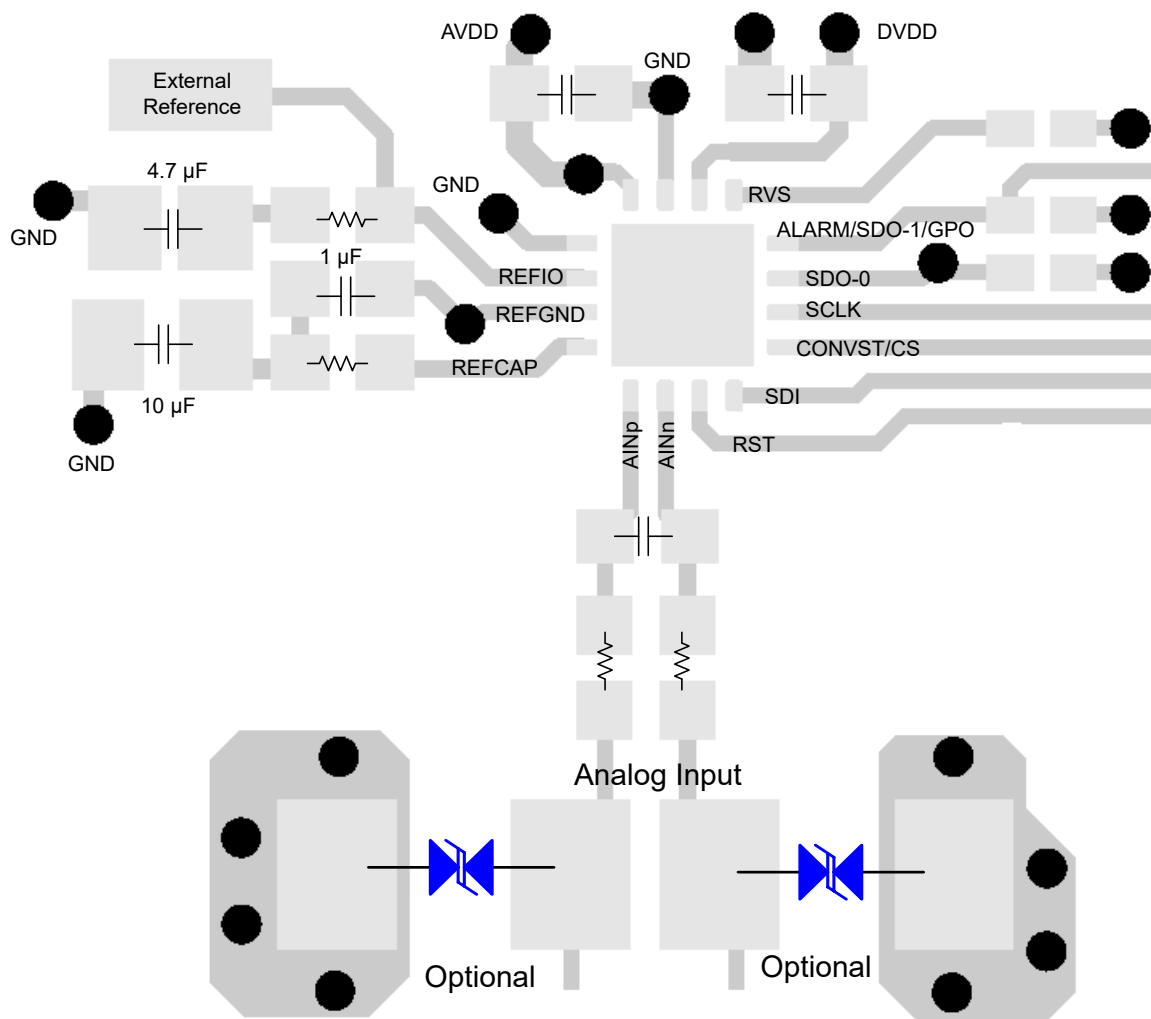 AVDD
DVDD
GND
External
Reference
4.7 µF
GND
RVS
GND
ALARM/SDO-1/GPO
1 µF
REFIO
SDO-0
REFGND
SCLK
CONVST/CS
REFCAP
SDI
10 µF
GND
AINp
AINn
RST
Analog Input
Optional
Optional